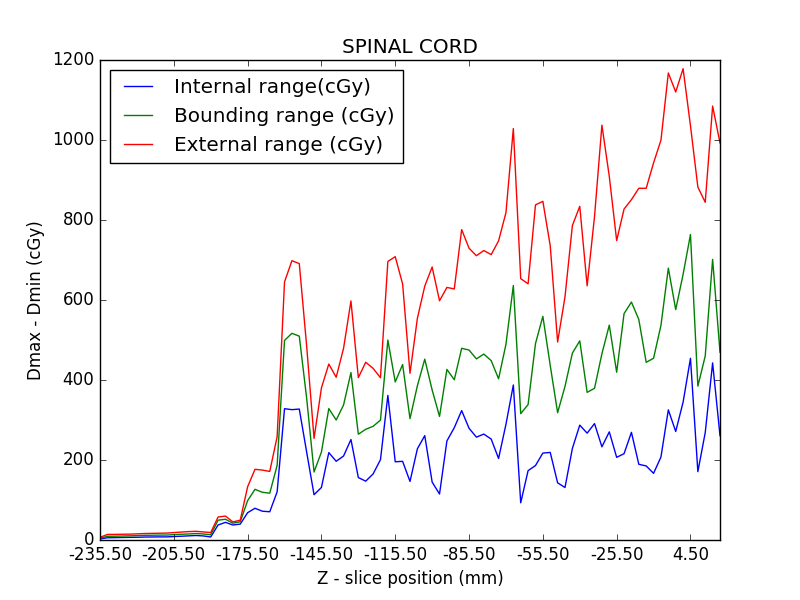 SPINAL CORD
Internal range(cGy)
Bounding range (cGy)
External range (cGy)
Dmax - Dmin (cGy)
1200
1000
800
600
400
200
0
-235.50 -205.50 -175.50 -145.50 -115.50 -85.50 -55.50 -25.50 4.50
Z - slice position (mm)